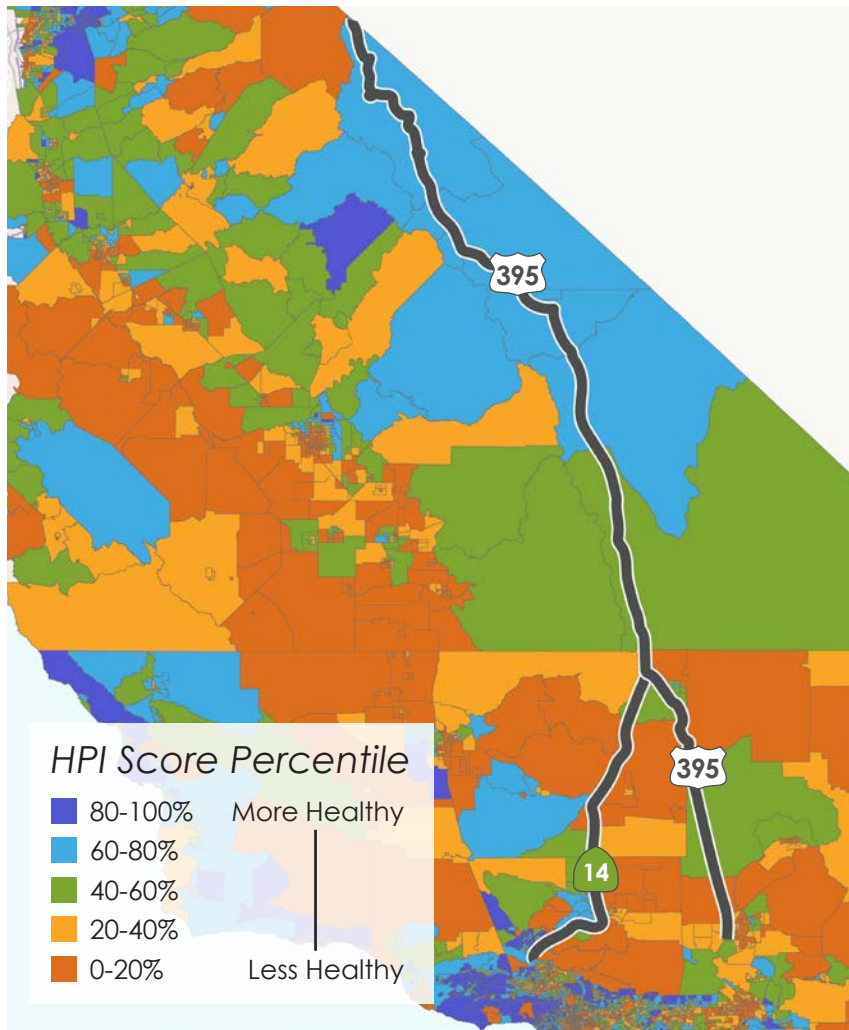 395
395
14
HPI Score Percentile
80-100% More Healthy
60-80%
40-60%
20-40%
0-20% Less Healthy